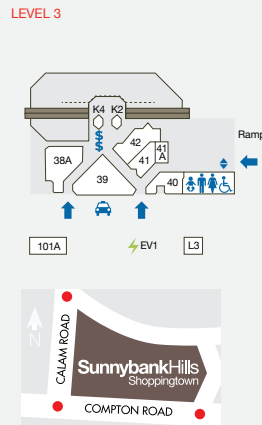 LEVEL 3
K4 K2
$
$
$
42
41
A
38A
41
39
40
Ramp
101A
EV1
L3
N
CALAM ROAD
SunnybankHills
Shoppingtown
COMPTON ROAD